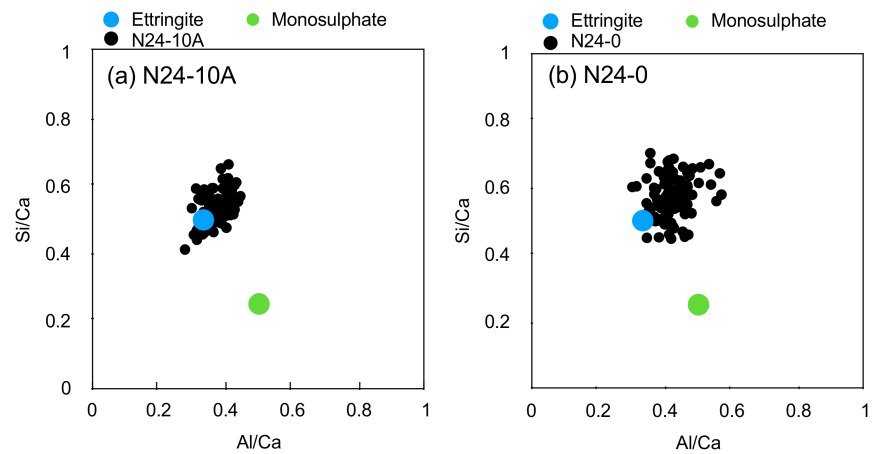 Ettringite Monosulphate
N24-10A
(a) N24-10A
1
0.8
0.6
0.4
0.2
0
Si/Ca
0 0.2 0.4 0.6 0.8 1
Al/Ca
Ettringite Monosulphate
N24-0
(b) N24-0
1
0.8
0.6
0.4
0.2
Si/Ca
0 0.2 0.4 0.6 0.8 1
Al/Ca